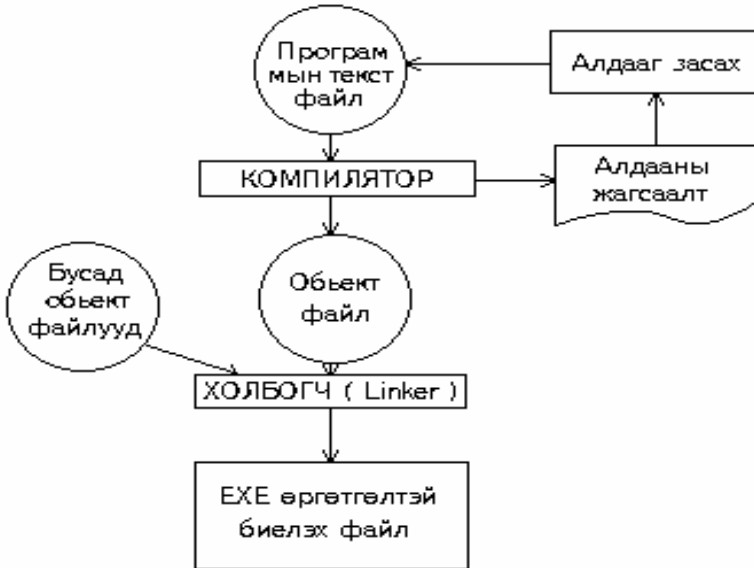 Програм
мын текст
файл
Алдааг засах
КОМПИЛЯТОР
Алдааны
жагсаалт
Бусад
обьект
файлууд
Обьект
файл
ХОЛБОГЧ ( Linker )
EXE өргөтгөлтэй
биелэх файл